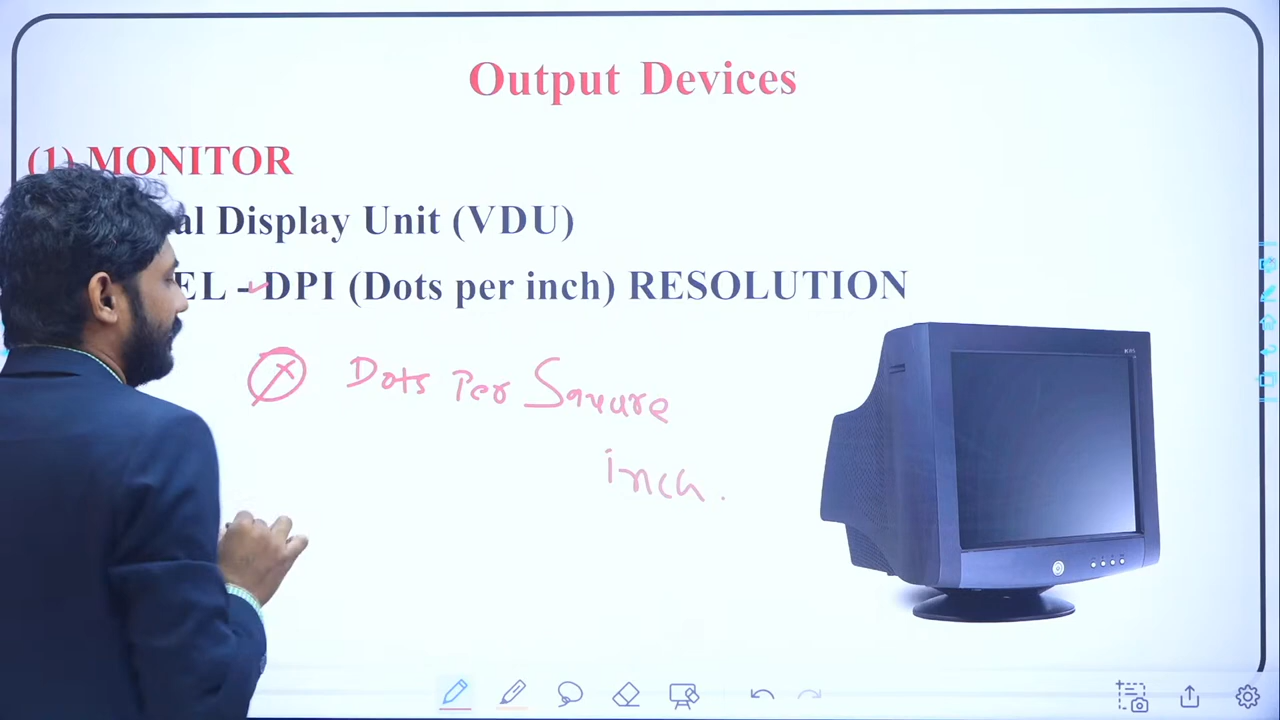 Output Devices
(1) MONITOR
al Display Unit (VDU)
EL - DPI (Dots per inch) RESOLUTION
Dots Per Square
inch.